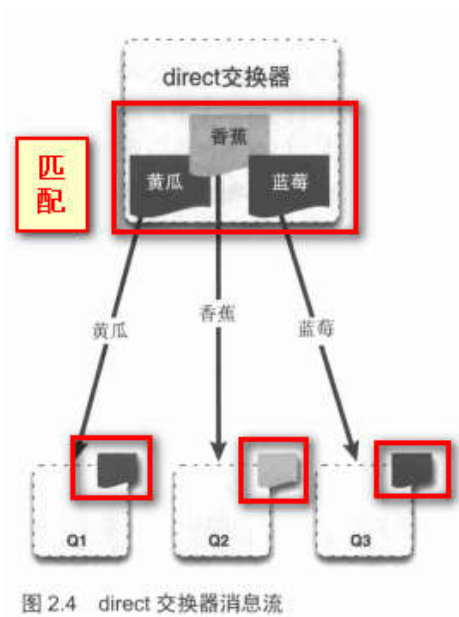 direct交换器
香蕉
匹
配
黄瓜
蓝莓
香蕉
黄瓜
蓝莓
Q1
Q2
Q3
图 2.4 direct 交换器消息流